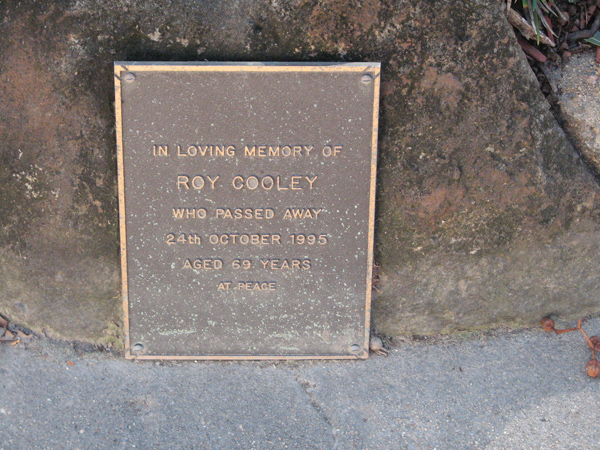 IN LOVING MEMORY OF
ROY COOLEY
WHO PASSED AWAY
24th OCTOBER 1995
AGED 69 YEARS
AT PEACE